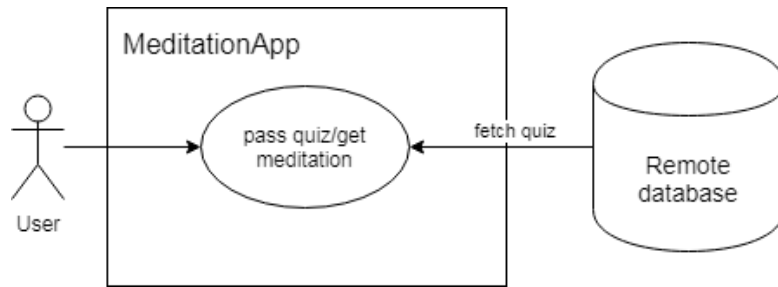 MeditationApp
pass quiz/get
meditation
fetch quiz
Remote
database
User